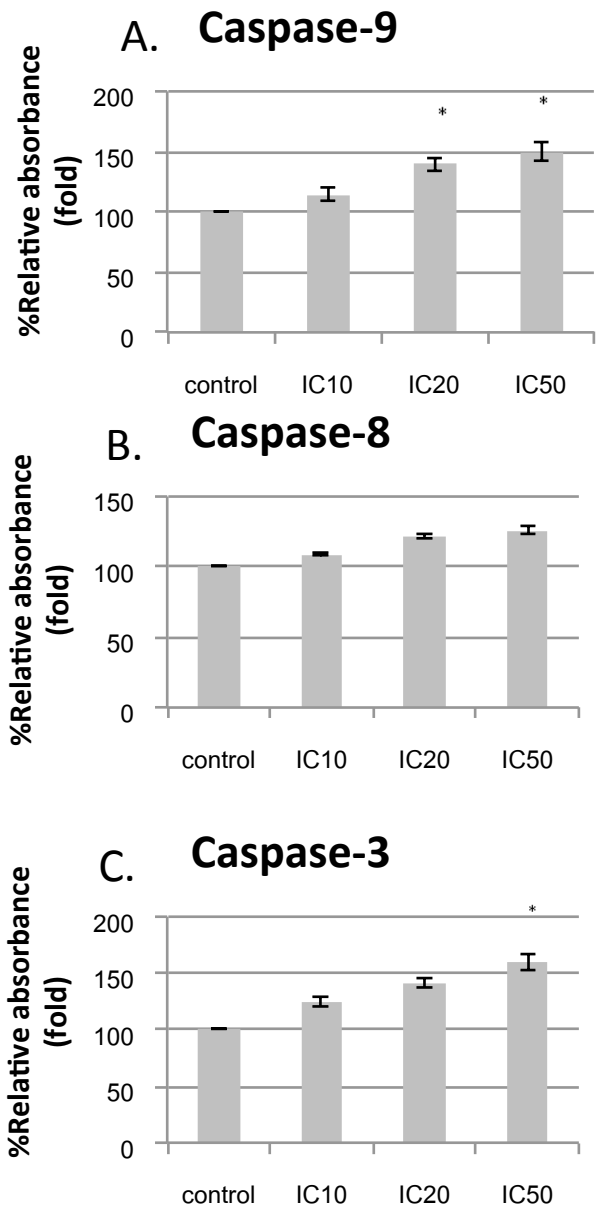 A. Caspase-9
%Relative absorbance
(fold)
200
150
100
50
0
*
*
control IC10 IC20 IC50
B. Caspase-8
%Relative absorbance
(fold)
150
100
50
0
control IC10 IC20 IC50
C. Caspase-3
%Relative absorbance
(fold)
200
150
100
50
0
*
control IC10 IC20 IC50